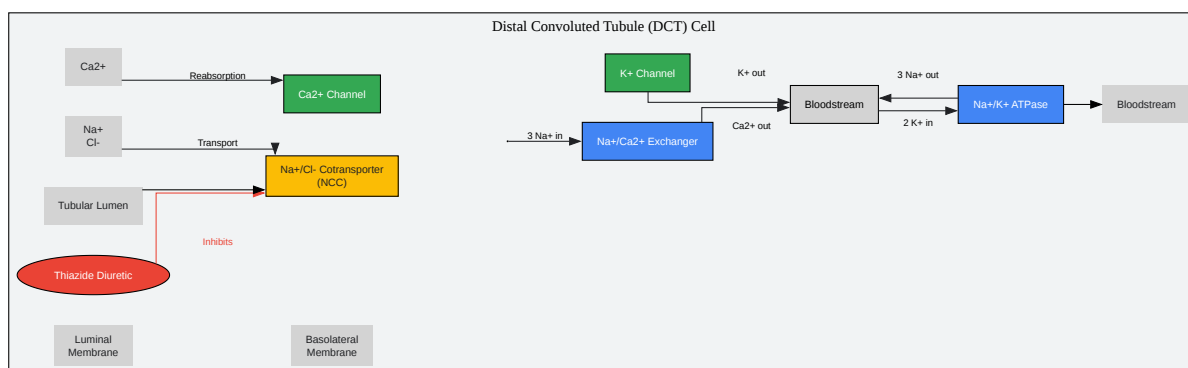 Distal Convoluted Tubule (DCT) Cell
Ca2+
Reabsorption
Ca2+ Channel
K+ Channel
K+ out
Bloodstream
3 Na+ out
Na+/K+ ATPase
Bloodstream
2 K+ in
Ca2+ out
3 Na+ in
Na+/Ca2+ Exchanger
Na+
Cl-
Transport
Na+/Cl- Cotransporter
(NCC)
Tubular Lumen
Inhibits
Thiazide Diuretic
Luminal
Membrane
Basolateral
Membrane